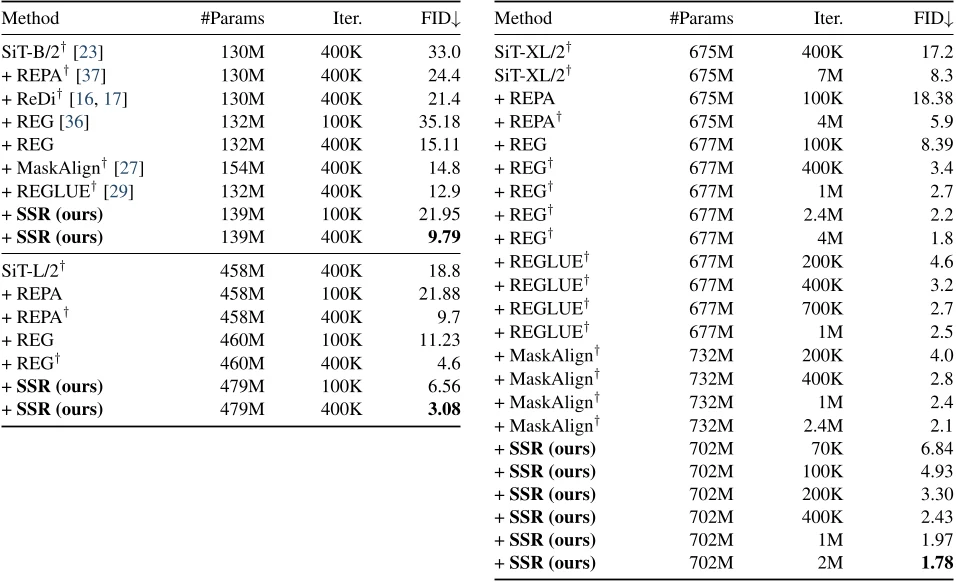 Method #Params Iter. FID↓
SiT-B/2† [23] 130M 400K 33.0
+ REPA† [37] 130M 400K 24.4
+ ReDi† [16, 17] 130M 400K 21.4
+ REG [36] 132M 100K 35.18
+ REG 132M 400K 15.11
+ MaskAlign† [27] 154M 400K 14.8
+ REGLUE† [29] 132M 400K 12.9
+ SSR (ours) 139M 100K 21.95
+ SSR (ours) 139M 400K 9.79
SiT-L/2† 458M 400K 18.8
+ REPA 458M 100K 21.88
+ REPA† 458M 400K 9.7
+ REG 460M 100K 11.23
+ REG† 460M 400K 4.6
+ SSR (ours) 479M 100K 6.56
+ SSR (ours) 479M 400K 3.08
Method #Params Iter. FID↓
SiT-XL/2† 675M 400K 17.2
SiT-XL/2† 675M 7M 8.3
+ REPA 675M 100K 18.38
+ REPA† 675M 4M 5.9
+ REG 677M 100K 8.39
+ REG† 677M 400K 3.4
+ REG† 677M 1M 2.7
+ REG† 677M 2.4M 2.2
+ REG† 677M 4M 1.8
+ REGLUE† 677M 200K 4.6
+ REGLUE† 677M 400K 3.2
+ REGLUE† 677M 700K 2.7
+ REGLUE† 677M 1M 2.5
+ MaskAlign† 732M 200K 4.0
+ MaskAlign† 732M 400K 2.8
+ MaskAlign† 732M 1M 2.4
+ MaskAlign† 732M 2.4M 2.1
+ SSR (ours) 702M 70K 6.84
+ SSR (ours) 702M 100K 4.93
+ SSR (ours) 702M 200K 3.30
+ SSR (ours) 702M 400K 2.43
+ SSR (ours) 702M 1M 1.97
+ SSR (ours) 702M 2M 1.78